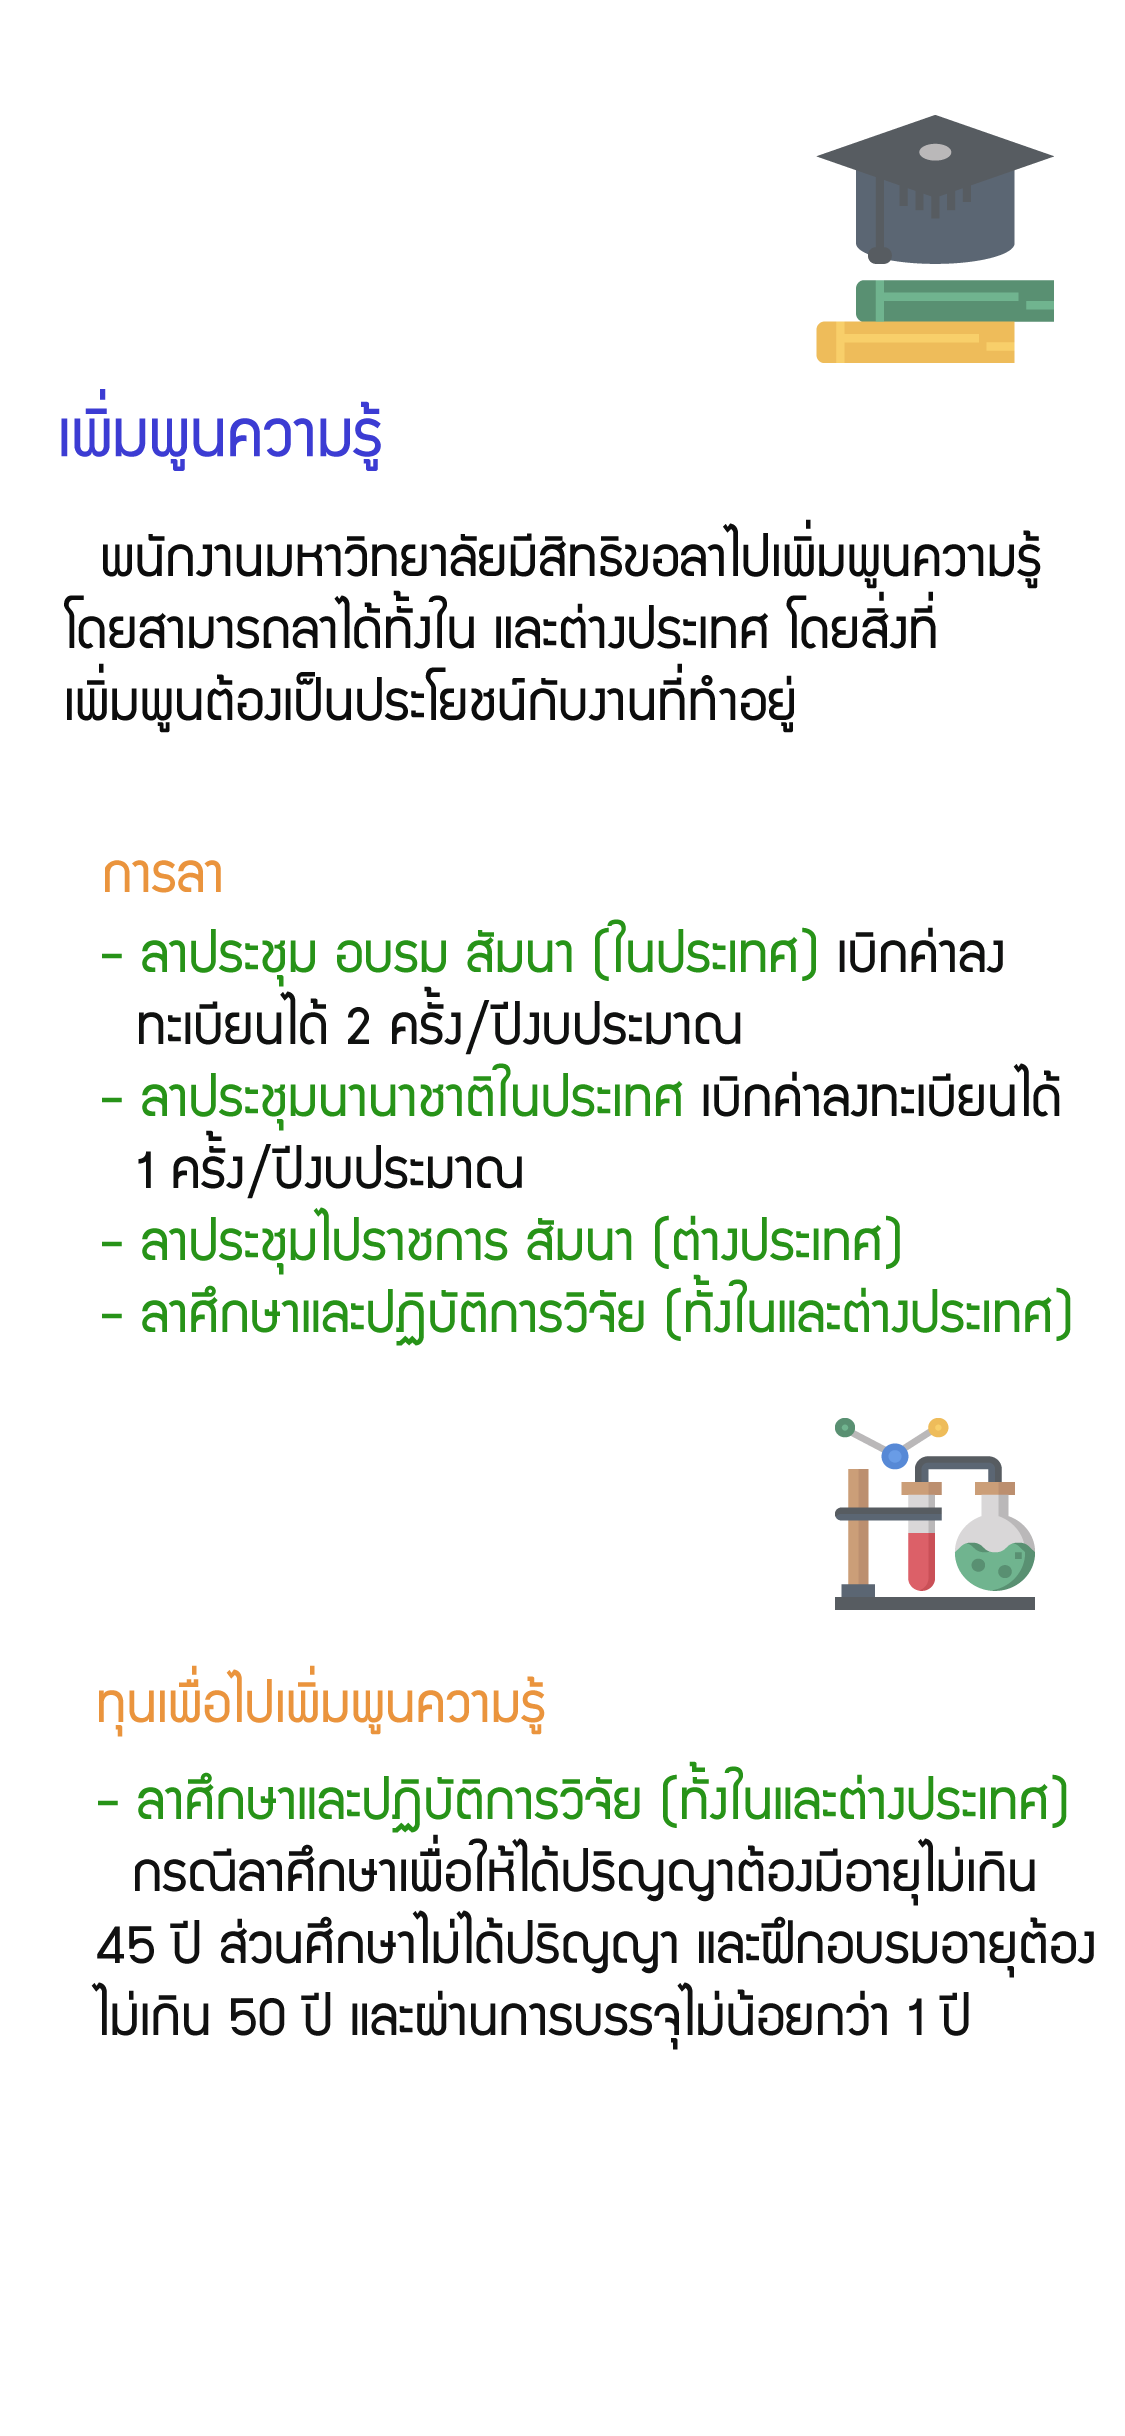 เพิ่มพูนความรู้
พนักงานมหาวิทยาลัยมีสิทธิขอลาไปเพิ่มพูนความรู้
โดยสามารถลาได้ทั้งใน และต่างประเทศ โดยสิ่งที่
เพิ่มพูนต้องเป็นประโยชน์กับงานที่ทำอยู่
การลา
- ลาประชุม อบรม สัมนา (ในประเทศ) เบิกค่าลง
ทะเบียนได้ 2 ครั้ง/ปีงบประมาณ
- ลาประชุมนานาชาติในประเทศ เบิกค่าลงทะเบียนได้
1 ครั้ง/ปีงบประมาณ
- ลาประชุมไปราชการ สัมนา (ต่างประเทศ)
- ลาศึกษาและปฏิบัติการวิจัย (ทั้งในและต่างประเทศ)
ทุนเพื่อไปเพิ่มพูนความรู้
- ลาศึกษาและปฏิบัติการวิจัย (ทั้งในและต่างประเทศ)
กรณีลาศึกษาเพื่อให้ได้ปริญญาต้องมีอายุไม่เกิน
45 ปี ส่วนศึกษาไม่ได้ปริญญา และฝึกอบรมอายุต้อง
ไม่เกิน 50 ปี และผ่านการบรรจุไม่น้อยกว่า 1 ปี